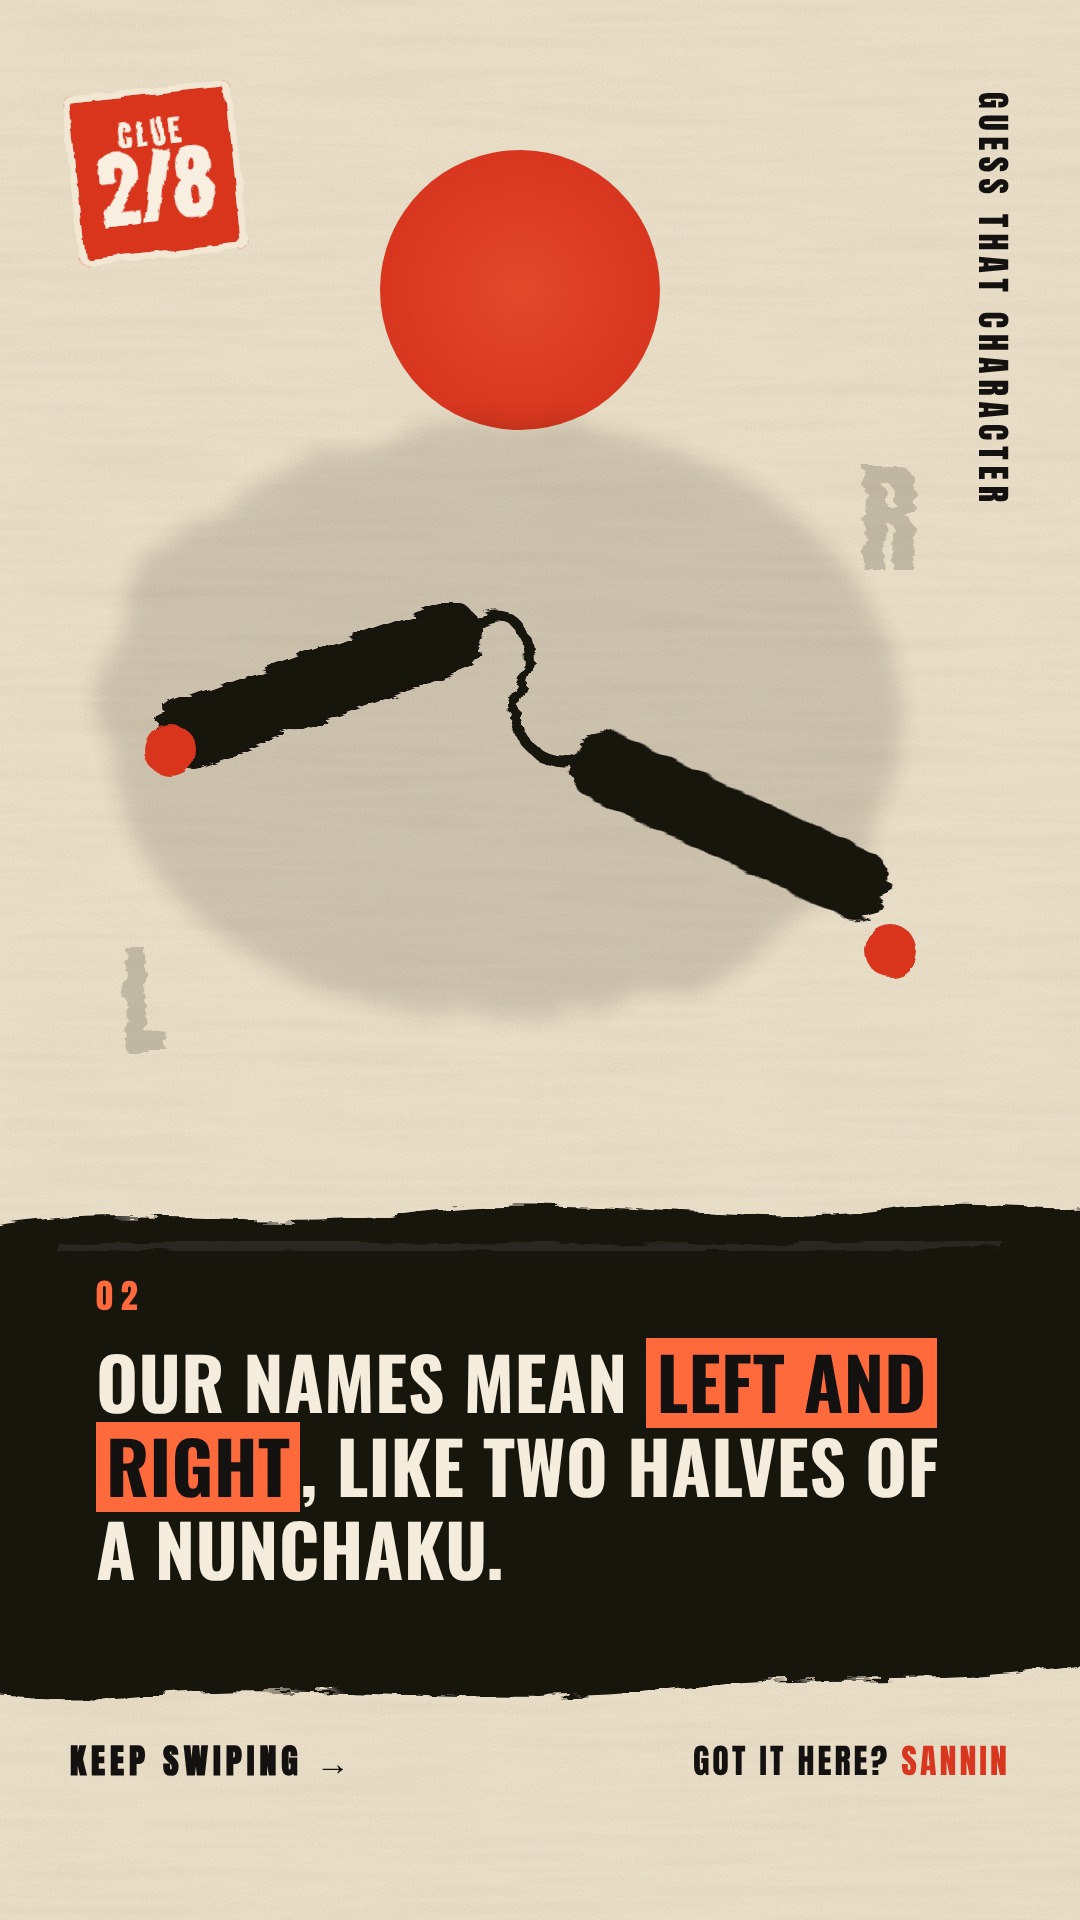 CLUE
2/8
GUESS THAT CHARACTER
R
L
02
OUR NAMES MEAN LEFT AND
RIGHT, LIKE TWO HALVES OF
A NUNCHAKU.
KEEP SWIPING →
GOT IT HERE? SANNIN